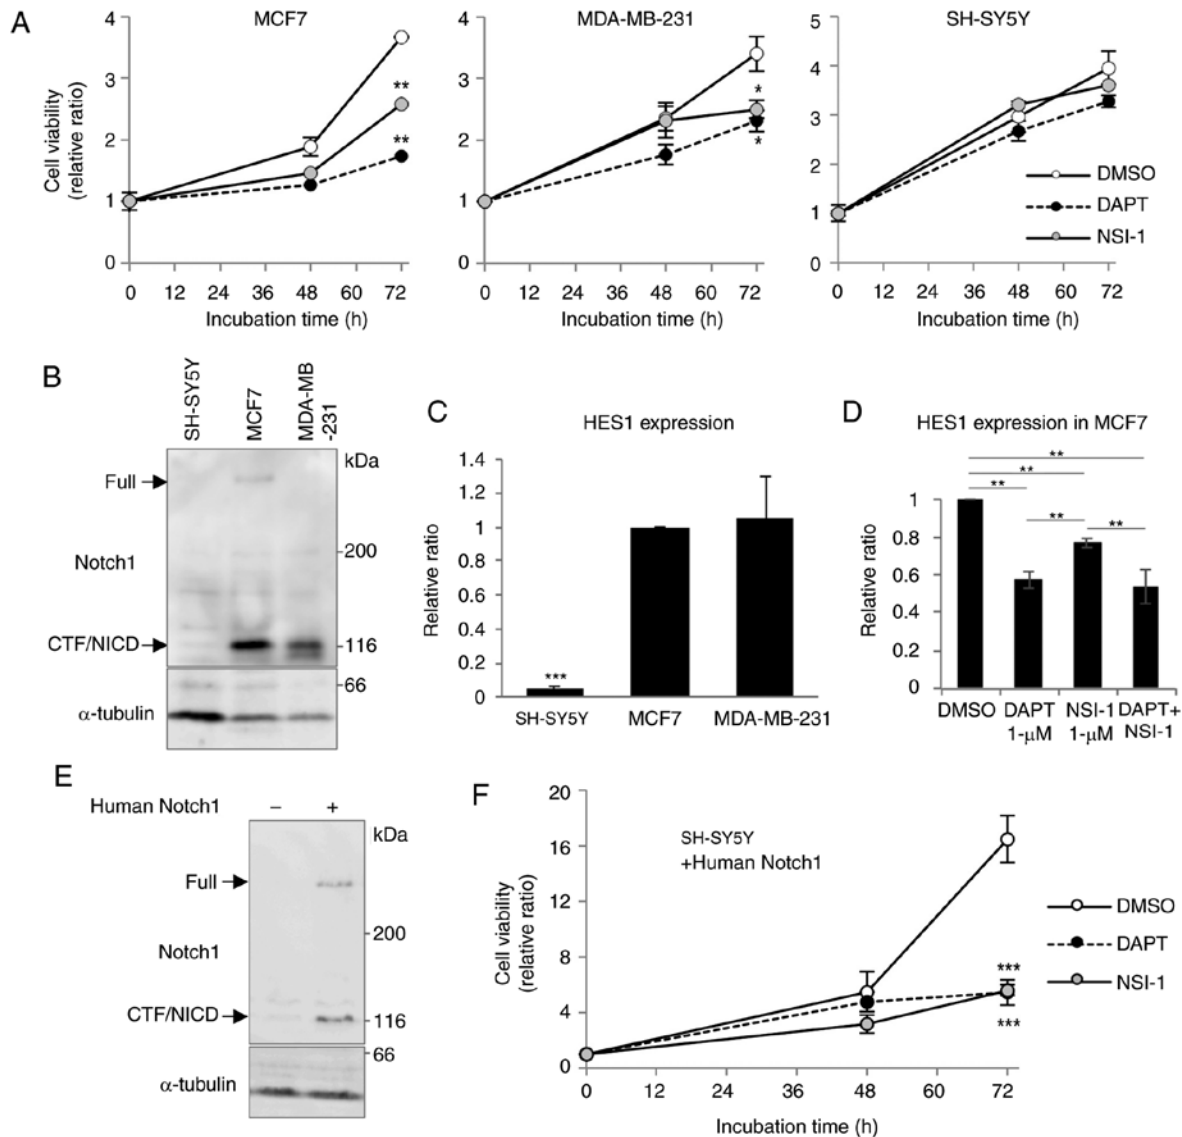 A
MCF7
MDA-MB-231
SH-SY5Y
Cell viability
(relative ratio)
4
3
2
1
0
**
**
0 12 24 36 48 60 72
Incubation time (h)
4
3
2
1
0
*
*
0 12 24 36 48 60 72
Incubation time (h)
5
4
3
2
1
0
DMSO
DAPT
NSI-1
0 12 24 36 48 60 72
Incubation time (h)
B
SH-SY5Y
MCF7
MDA-MB
-231
kDa
Full
Notch1
200
CTF/NICD
116
66
α-tubulin
C
HES1 expression
Relative ratio
1.4
1.2
1
0.8
0.6
0.4
0.2
0
***
SH-SY5Y MCF7 MDA-MB-231
D
HES1 expression in MCF7
**
**
**
**
**
Relative ratio
1
0.8
0.6
0.4
0.2
0
DMSO DAPT NSI-1 DAPT+
1-μM 1-μM NSI-1
E
Human Notch1 – +
kDa
Full
Notch1
200
CTF/NICD
116
66
α-tubulin
F
SH-SY5Y
+Human Notch1
Cell viability
(relative ratio)
20
16
12
8
4
0
***
***
DMSO
DAPT
NSI-1
0 12 24 36 48 60 72
Incubation time (h)